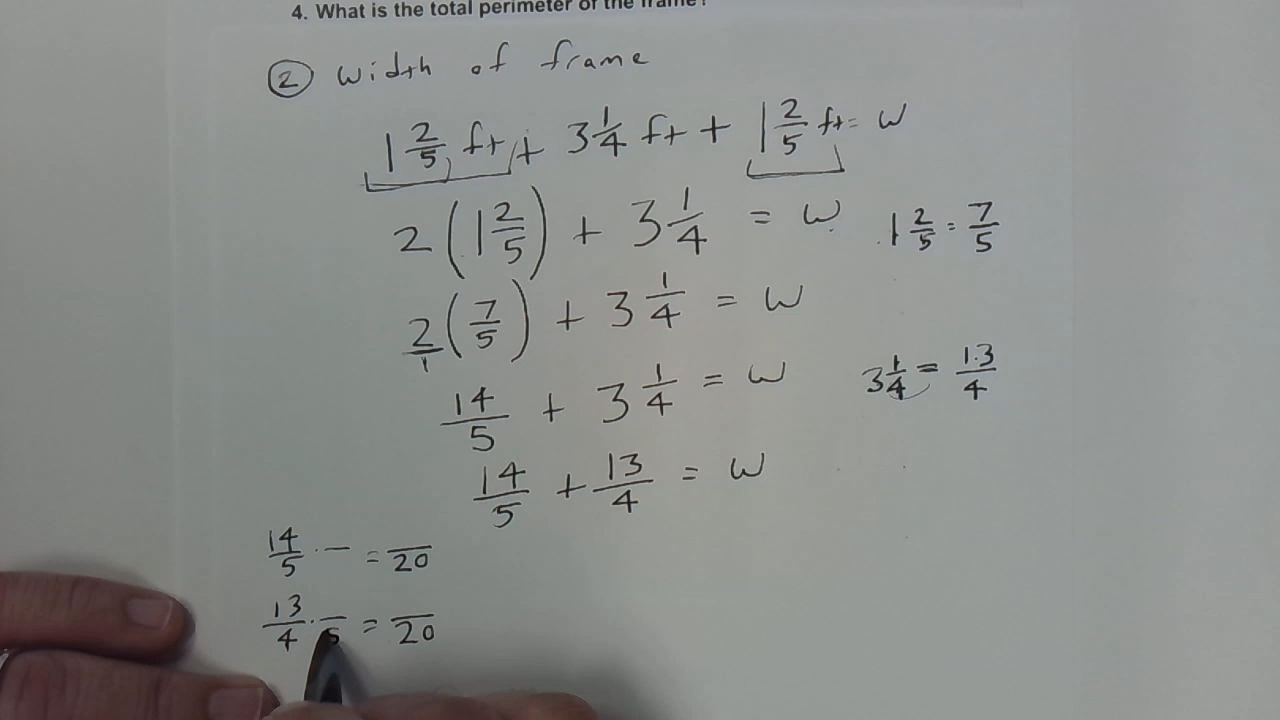 4. What is the total perimeter of the frame?
② Width of frame
1 2/5 ft + 3 1/4 ft + 1 2/5 ft = W
2 (1 2/5) + 3 1/4 = W
1 2/5 = 7/5
2/1 (7/5) + 3 1/4 = W
14/5 + 3 1/4 = W
3 1/4 = 13/4
14/5 + 13/4 = W
14/5 · — = —/20
13/4 · —/5 = —/20